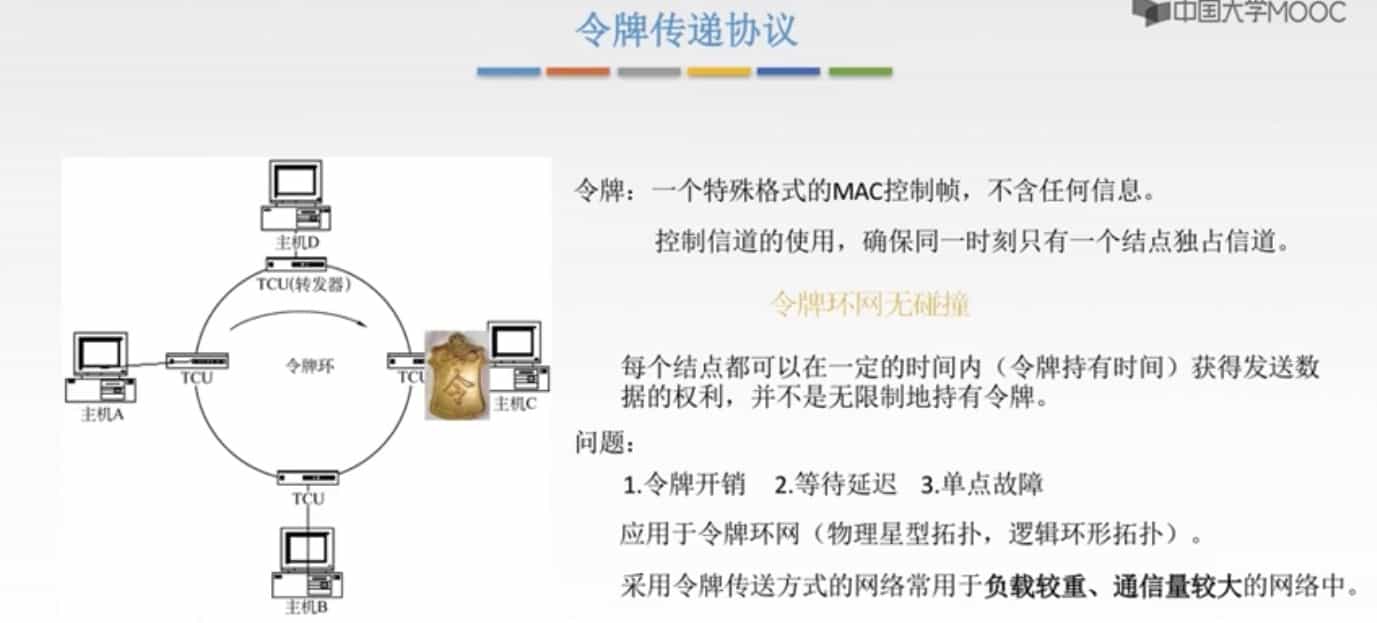 中国大学MOOC
令牌传递协议
主机D
TCU(转发器)
令牌环
TCU
主机A
TCU
令
主机C
TCU
主机B
令牌：一个特殊格式的MAC控制帧，不含任何信息。
控制信道的使用，确保同一时刻只有一个结点独占信道。
令牌环网无碰撞
每个结点都可以在一定的时间内（令牌持有时间）获得发送数
据的权利，并不是无限制地持有令牌。
问题：
1.令牌开销 2.等待延迟 3.单点故障
应用于令牌环网（物理星型拓扑，逻辑环形拓扑）。
采用令牌传送方式的网络常用于负载较重、通信量较大的网络中。